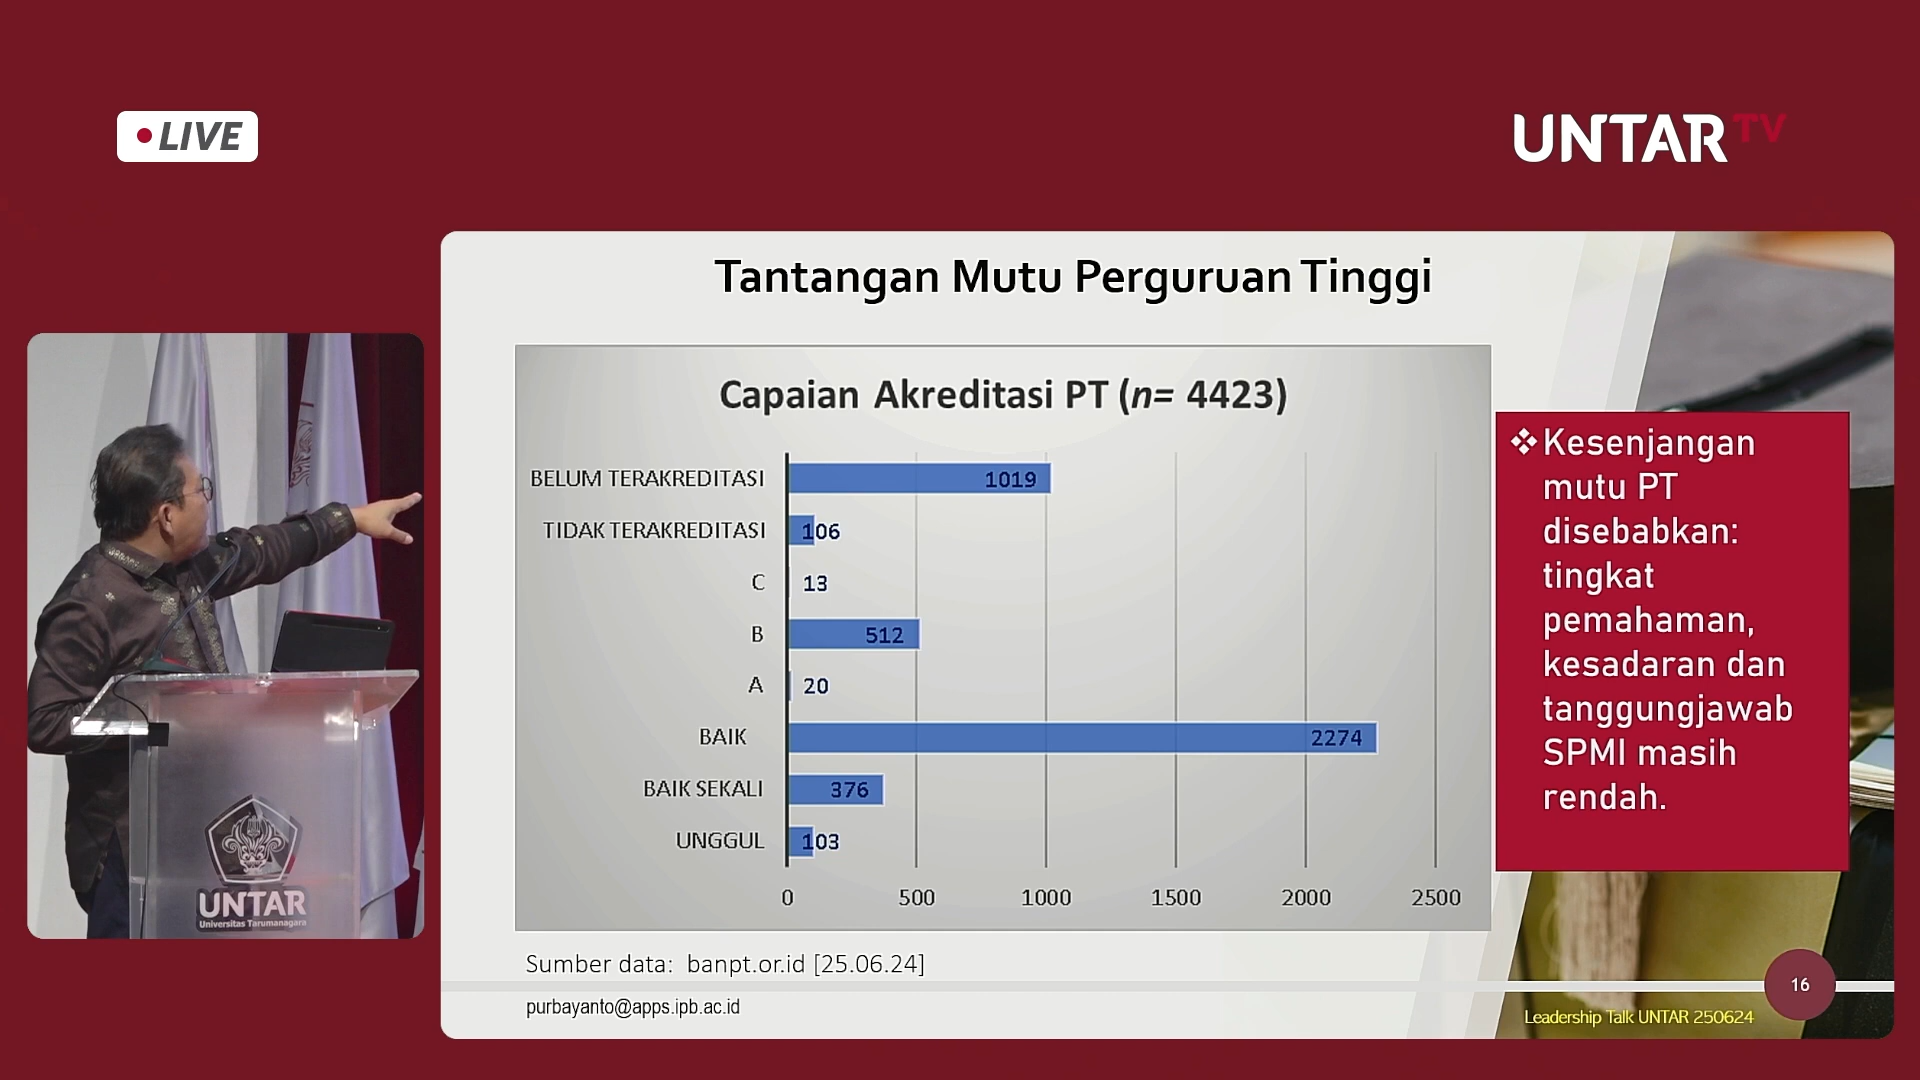 LIVE
UNTAR TV
Tantangan Mutu Perguruan Tinggi
Capaian Akreditasi PT (n= 4423)
BELUM TERAKREDITASI 1019
TIDAK TERAKREDITASI 106
C 13
B 512
A 20
BAIK 2274
BAIK SEKALI 376
UNGGUL 103
0 500 1000 1500 2000 2500
❖Kesenjangan
mutu PT
disebabkan:
tingkat
pemahaman,
kesadaran dan
tanggungjawab
SPMI masih
rendah.
Sumber data: banpt.or.id [25.06.24]
purbayanto@apps.ipb.ac.id
16
Leadership Talk UNTAR 250624
UNTAR
Universitas Tarumanagara